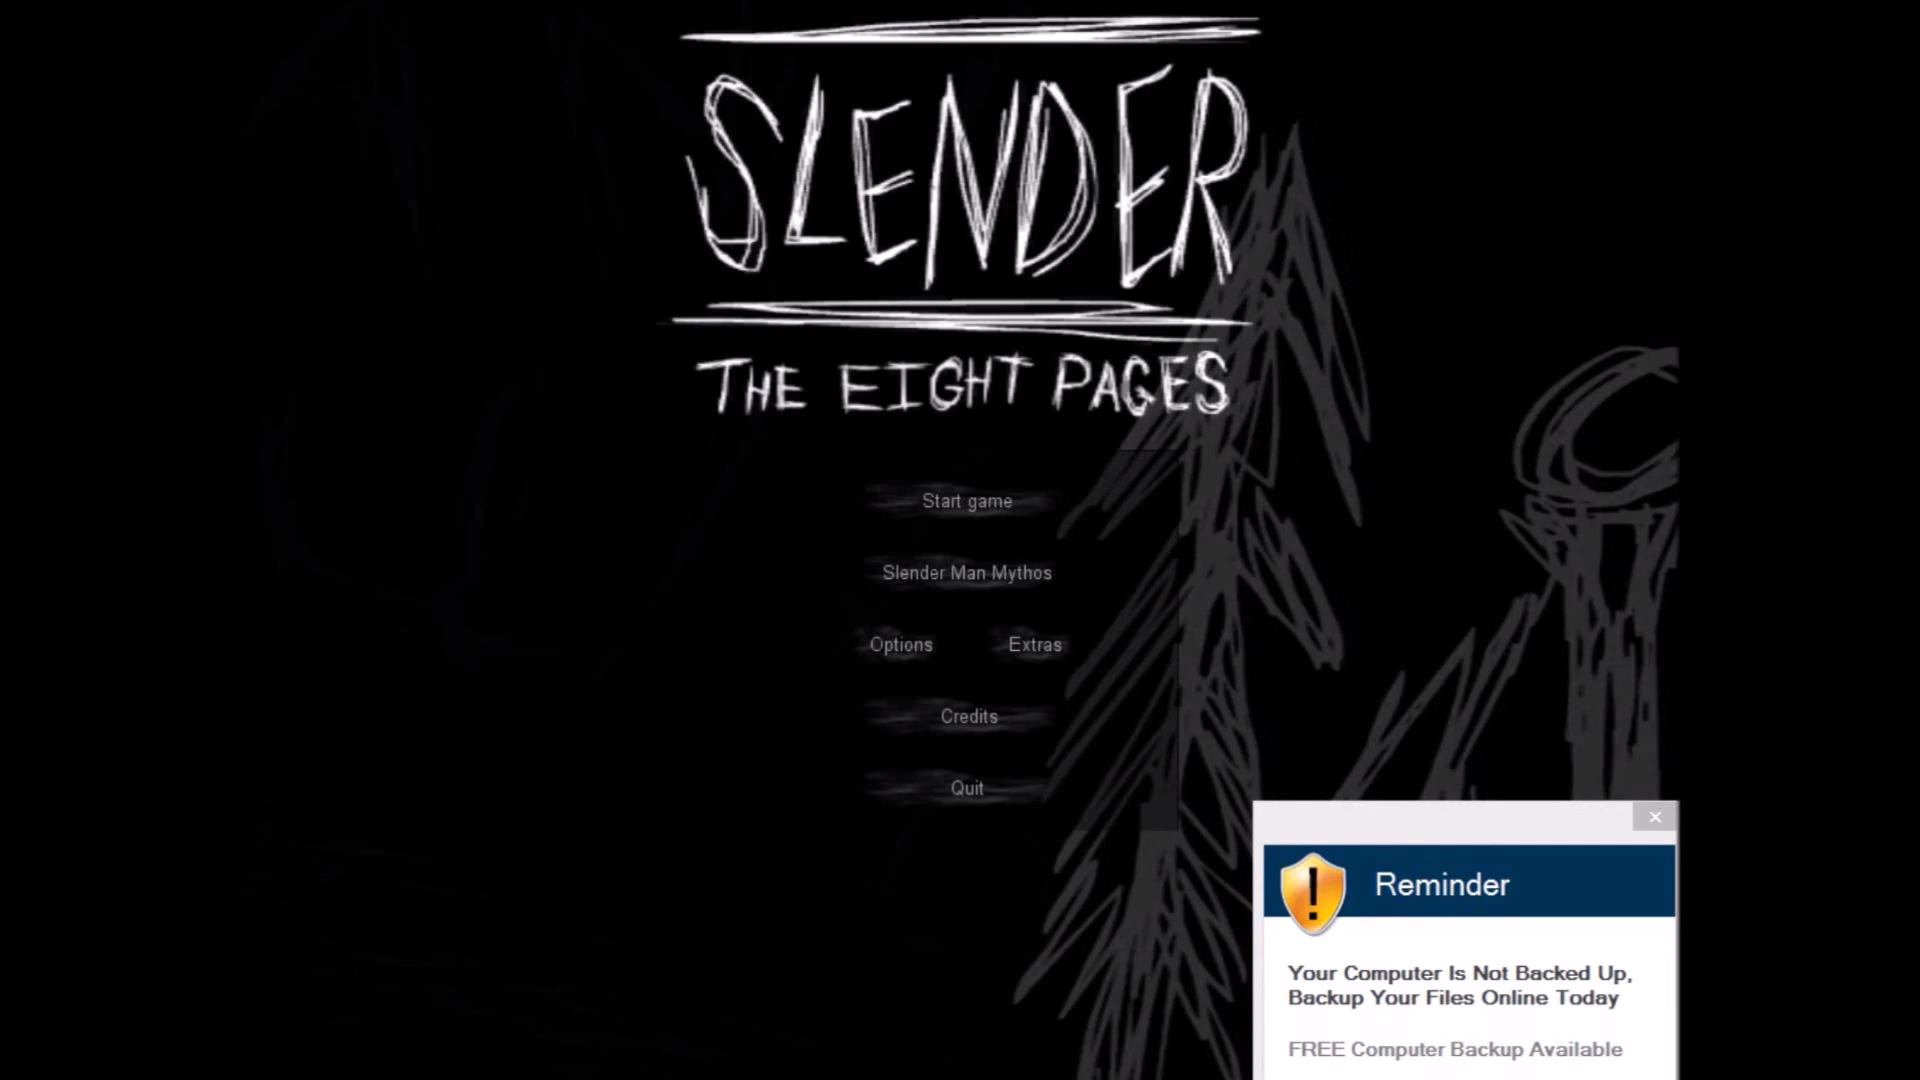 SLENDER
THE EIGHT PAGES
Start game
Slender Man Mythos
Options Extras
Credits
Quit
Reminder
Your Computer Is Not Backed Up,
Backup Your Files Online Today
FREE Computer Backup Available